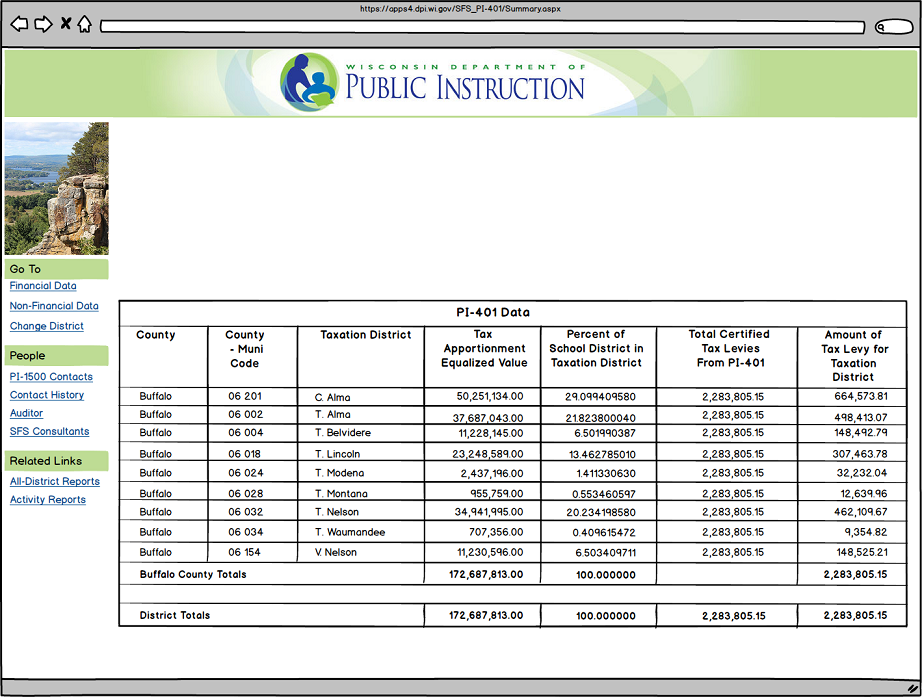 https://apps4.dpi.wi.gov/SFS_PI-401/Summary.aspx
WISCONSIN DEPARTMENT OF
PUBLIC INSTRUCTION
Go To
Financial Data
Non-Financial Data
Change District
People
PI-1500 Contacts
Contact History
Auditor
SFS Consultants
Related Links
All-District Reports
Activity Reports
PI-401 Data
County County - Muni Code Taxation District Tax Apportionment Equalized Value Percent of School District in Taxation District Total Certified Tax Levies From PI-401 Amount of Tax Levy for Taxation District
Buffalo 06 201 C. Alma 50,251,134.00 29.099409580 2,283,805.15 664,573.81
Buffalo 06 002 T. Alma 37,687,043.00 21.823800040 2,283,805.15 498,413.07
Buffalo 06 004 T. Belvidere 11,228,145.00 6.501990387 2,283,805.15 148,492.79
Buffalo 06 018 T. Lincoln 23,248,589.00 13.462785010 2,283,805.15 307,463.78
Buffalo 06 024 T. Modena 2,437,196.00 1.411330630 2,283,805.15 32,232.04
Buffalo 06 028 T. Montana 955,759.00 0.553460597 2,283,805.15 12,639.96
Buffalo 06 032 T. Nelson 34,941,995.00 20.234198580 2,283,805.15 462,109.67
Buffalo 06 034 T. Waumandee 707,356.00 0.409615472 2,283,805.15 9,354.82
Buffalo 06 154 V. Nelson 11,230,596.00 6.503409711 2,283,805.15 148,525.21
Buffalo County Totals 172,687,813.00 100.000000 2,283,805.15
District Totals 172,687,813.00 100.000000 2,283,805.15 2,283,805.15